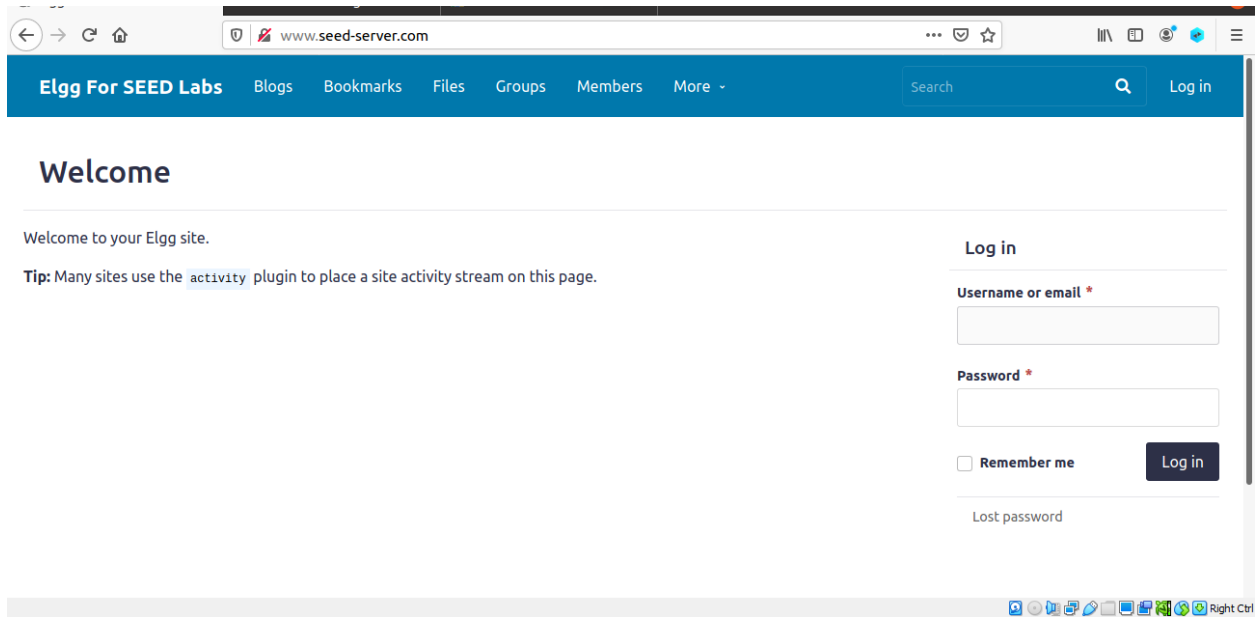 www.seed-server.com
Elgg For SEED Labs Blogs Bookmarks Files Groups Members More Search Log in
Welcome
Welcome to your Elgg site.
Tip: Many sites use the activity plugin to place a site activity stream on this page.
Log in
Username or email *
Password *
Remember me Log in
Lost password
Right Ctrl